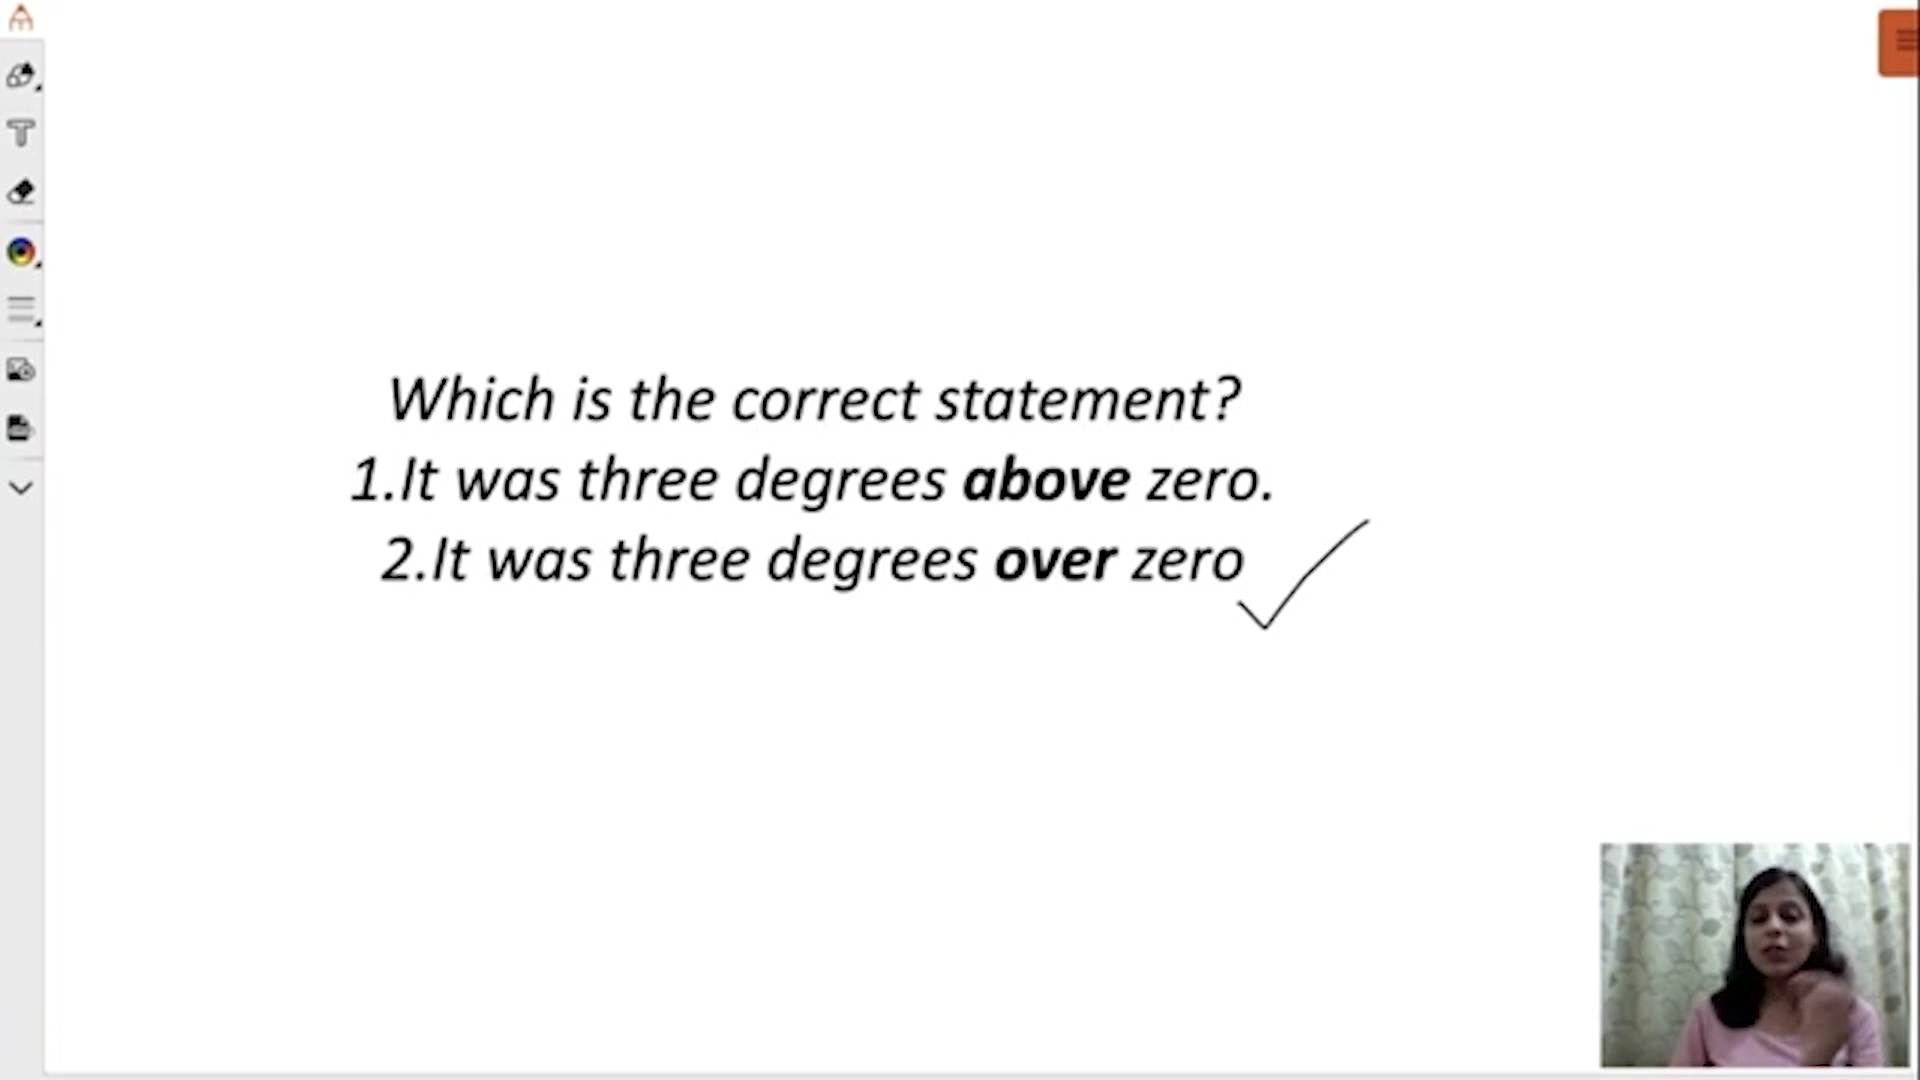 Which is the correct statement?
1.It was three degrees above zero.
2.It was three degrees over zero